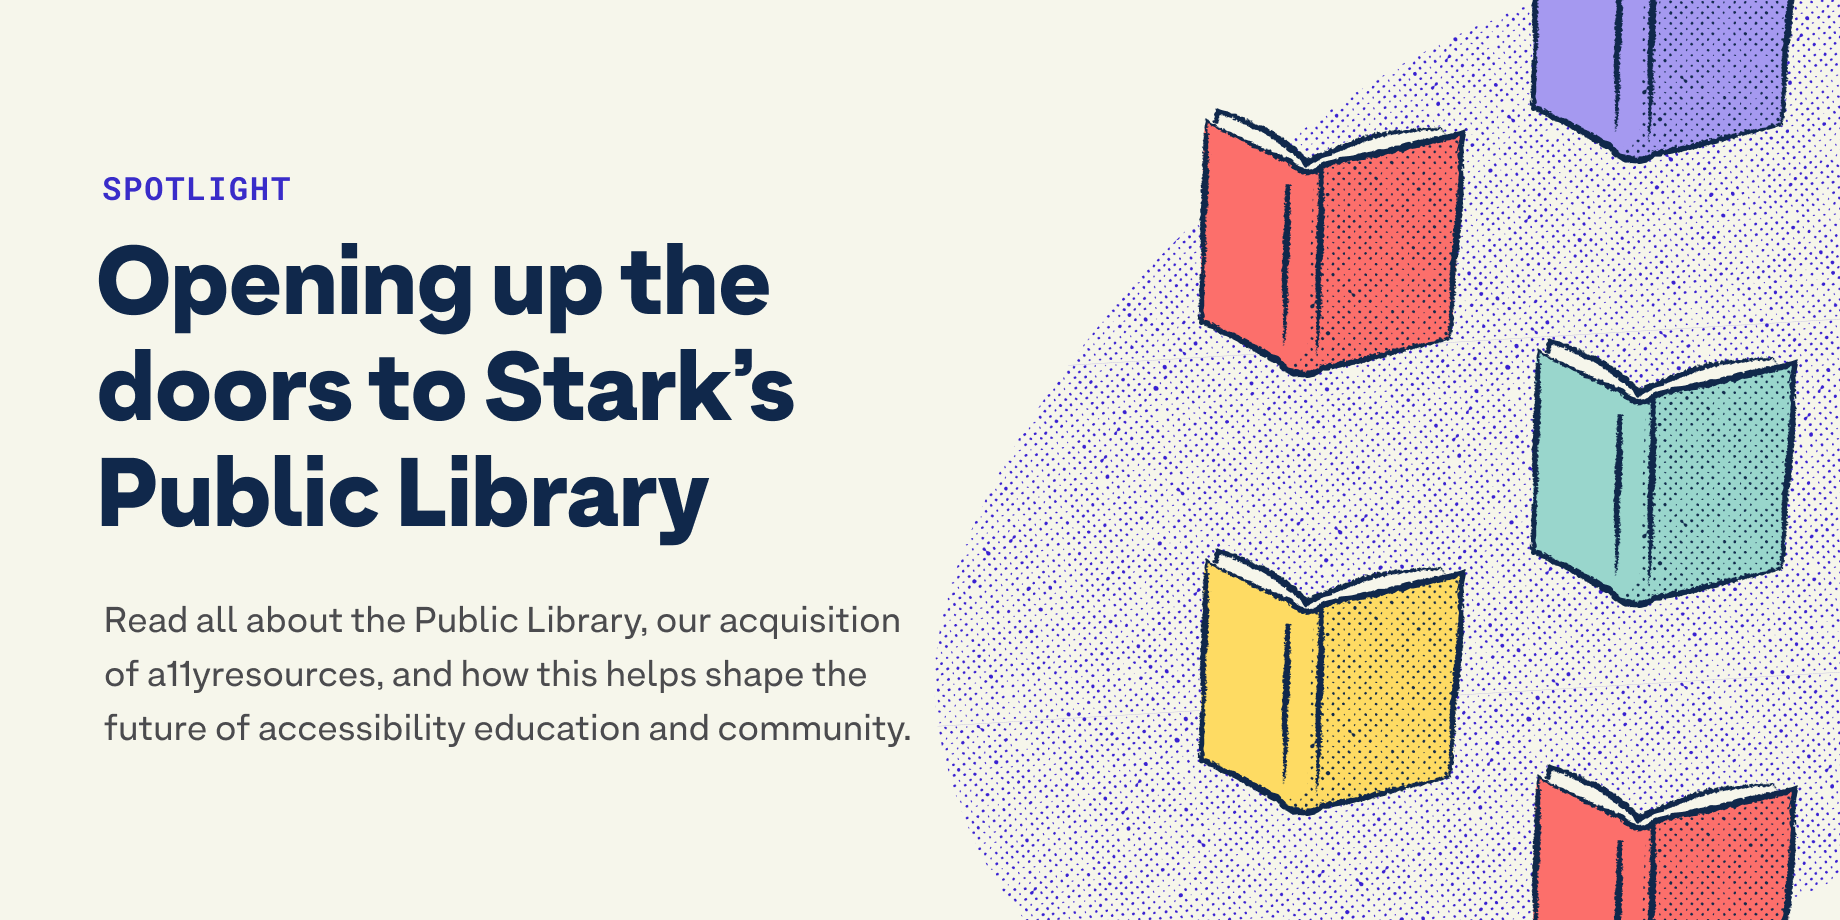 SPOTLIGHT
Opening up the
doors to Stark’s
Public Library
Read all about the Public Library, our acquisition
of a11yresources, and how this helps shape the
future of accessibility education and community.